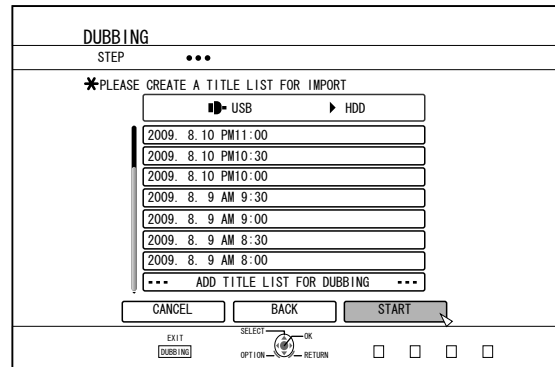 DUBBING
STEP
*PLEASE CREATE A TITLE LIST FOR IMPORT
USB ▶ HDD
2009. 8.10 PM11:00
2009. 8.10 PM10:30
2009. 8.10 PM10:00
2009. 8. 9 AM 9:30
2009. 8. 9 AM 9:00
2009. 8. 9 AM 8:30
2009. 8. 9 AM 8:00
--- ADD TITLE LIST FOR DUBBING ---
CANCEL BACK START
EXIT
DUBBING
SELECT OK
OPTION RETURN